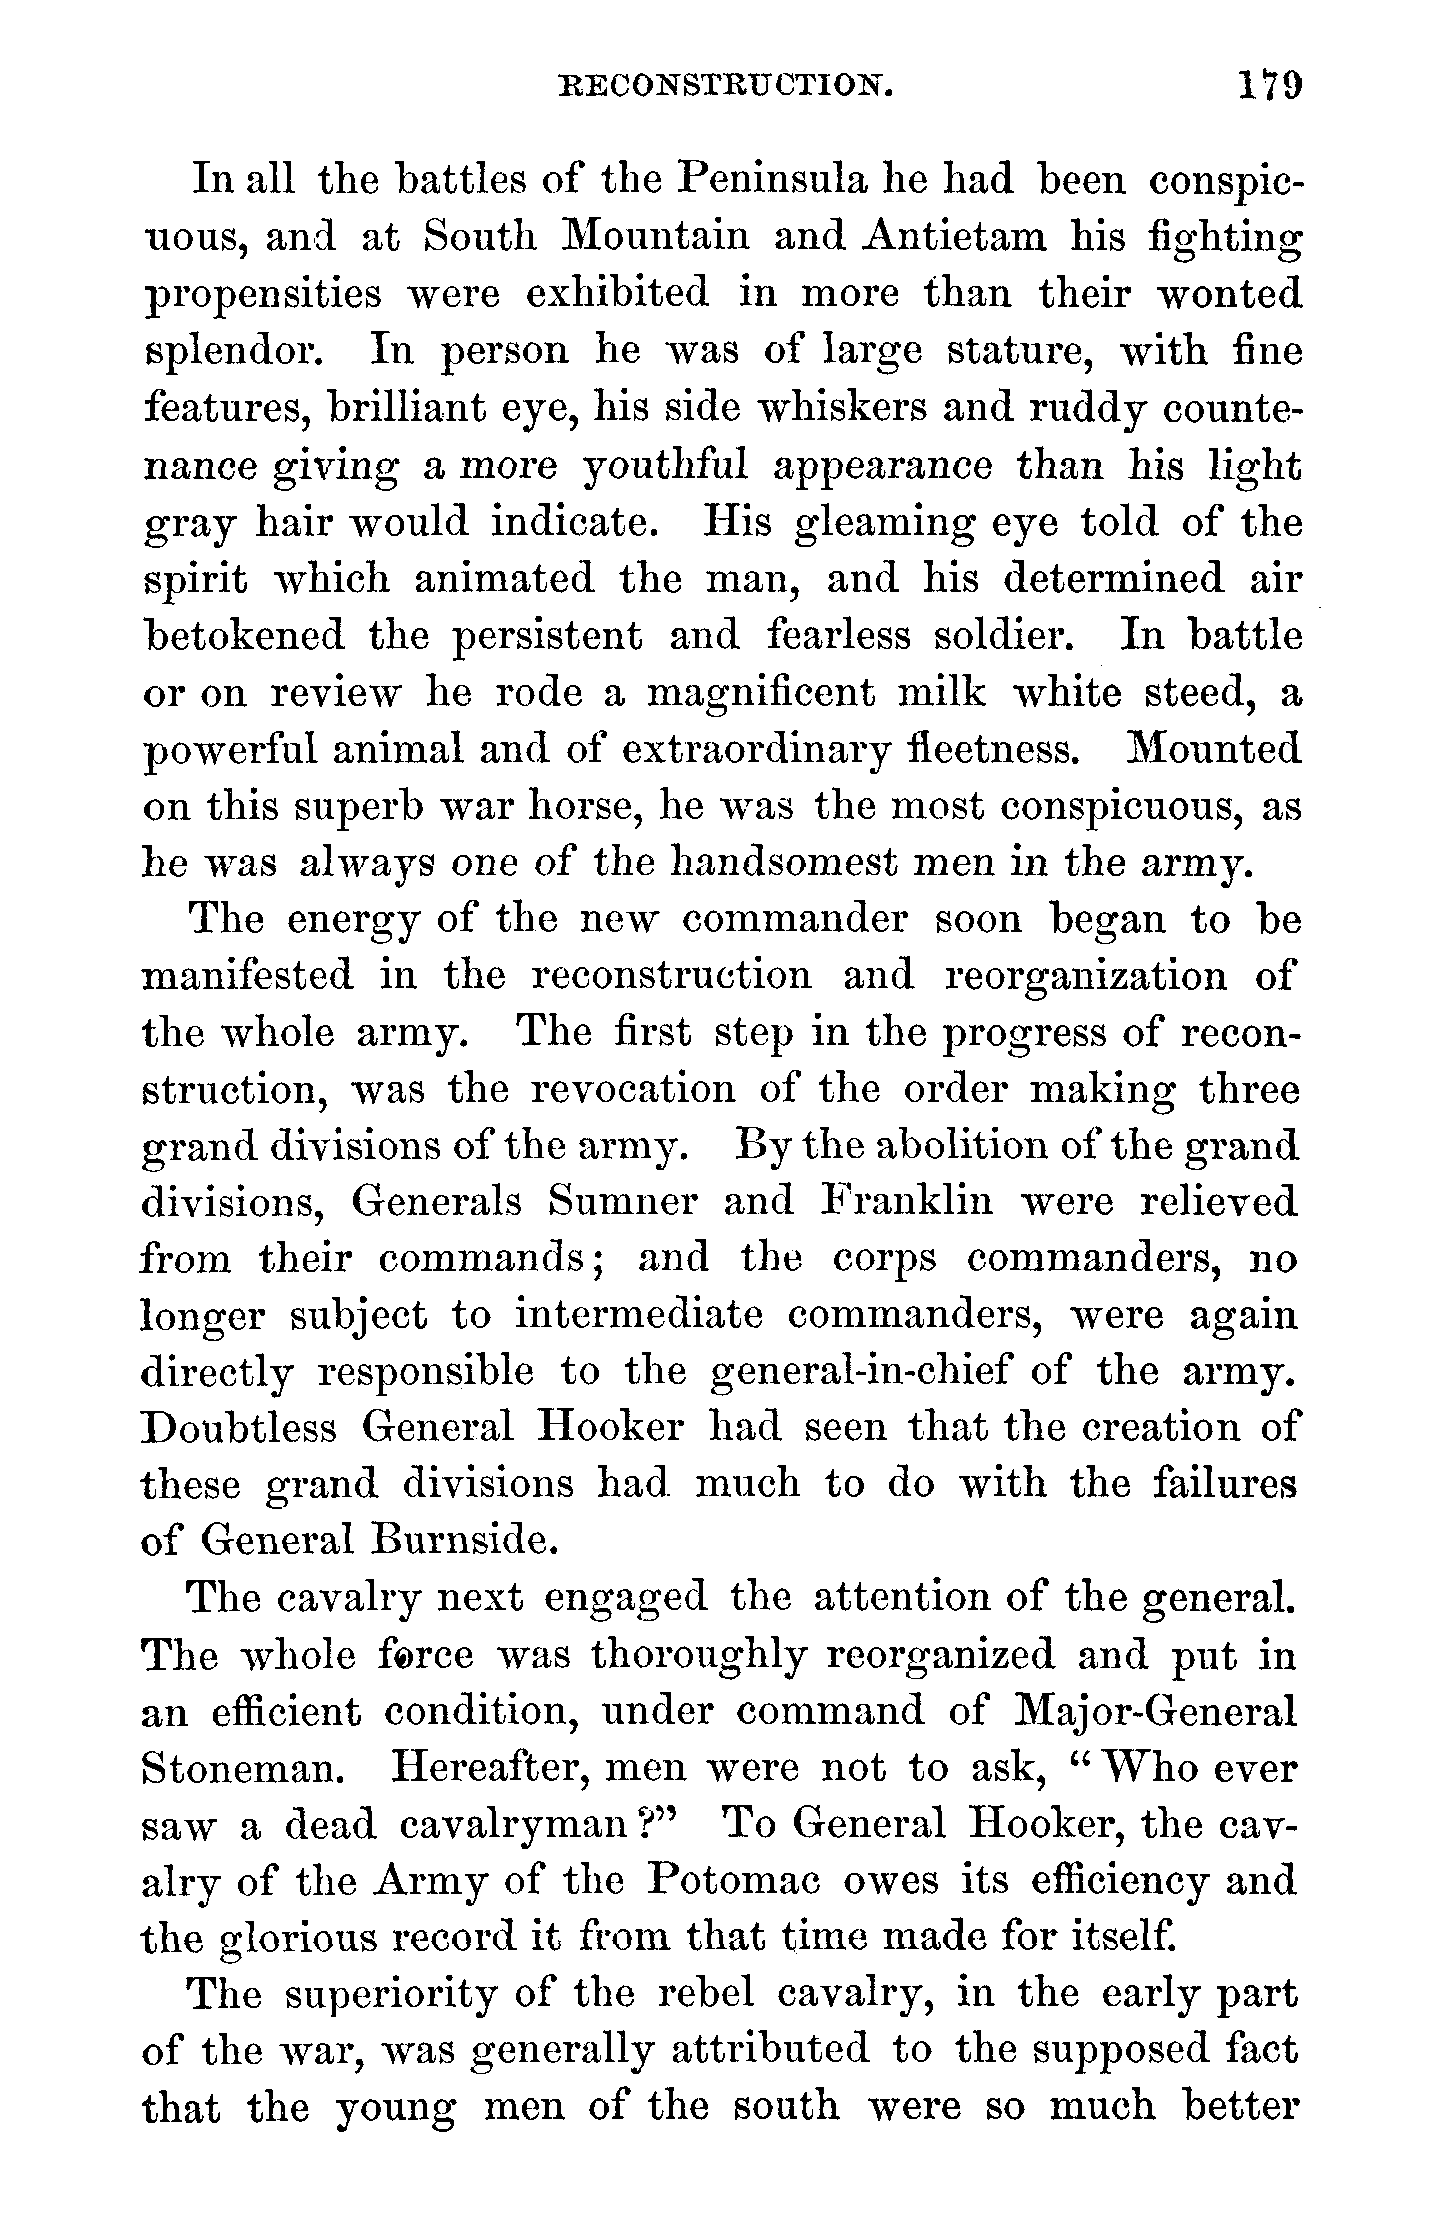 RECONSTRUCTION. 179
In all the battles of the Peninsula he had been conspic-
uous, and at South Mountain and Antietam his fighting
propensities were exhibited in more than their wonted
splendor. In person he was of large stature, with fine
features, brilliant eye, his side whiskers and ruddy counte-
nance giving a more youthful appearance than his light
gray hair would indicate. His gleaming eye told of the
spirit which animated the man, and his determined air
betokened the persistent and fearless soldier. In battle
or on review he rode a magnificent milk white steed, a
powerful animal and of extraordinary fleetness. Mounted
on this superb war horse, he was the most conspicuous, as
he was always one of the handsomest men in the army.
The energy of the new commander soon began to be
manifested in the reconstruction and reorganization of
the whole army. The first step in the progress of recon-
struction, was the revocation of the order making three
grand divisions of the army. By the abolition of the grand
divisions, Generals Sumner and Franklin were relieved
from their commands; and the corps commanders, no
longer subject to intermediate commanders, were again
directly responsible to the general-in-chief of the army.
Doubtless General Hooker had seen that the creation of
these grand divisions had much to do with the failures
of General Burnside.
The cavalry next engaged the attention of the general.
The whole force was thoroughly reorganized and put in
an efficient condition, under command of Major-General
Stoneman. Hereafter, men were not to ask, “Who ever
saw a dead cavalryman?” To General Hooker, the cav-
alry of the Army of the Potomac owes its efficiency and
the glorious record it from that time made for itself.
The superiority of the rebel cavalry, in the early part
of the war, was generally attributed to the supposed fact
that the young men of the south were so much better